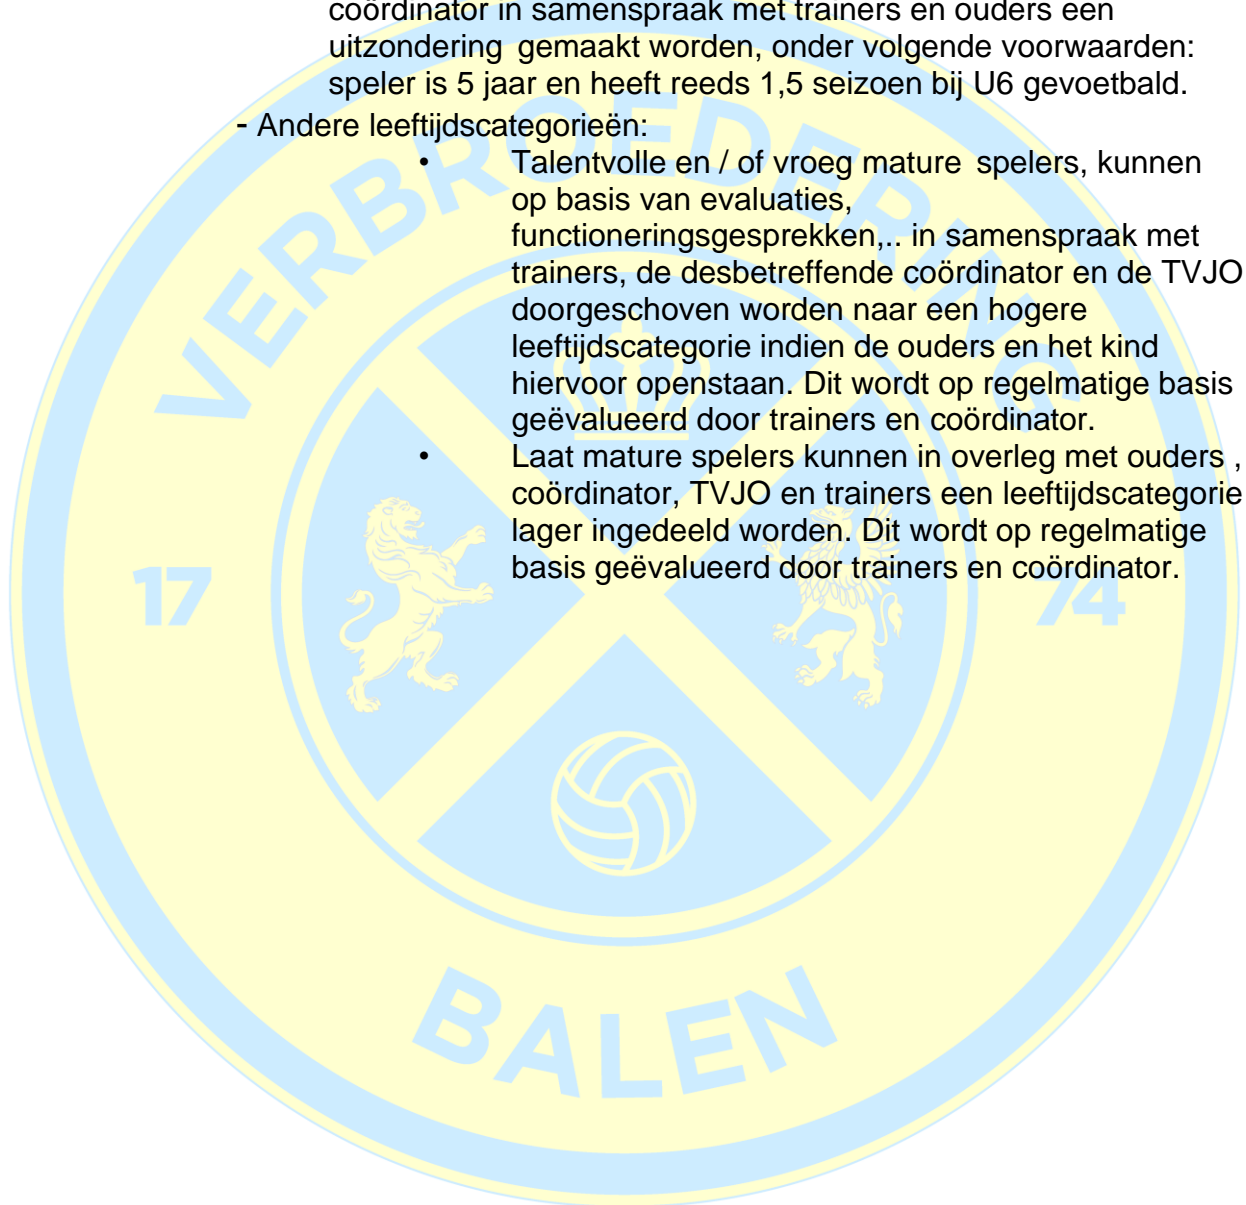 coördinator in samenspraak met trainers en ouders een
uitzondering gemaakt worden, onder volgende voorwaarden:
speler is 5 jaar en heeft reeds 1,5 seizoen bij U6 gevoetbald.
- Andere leeftijdscategorieën:
• Talentvolle en / of vroeg mature spelers, kunnen
op basis van evaluaties,
functioneringsgesprekken,.. in samenspraak met
trainers, de desbetreffende coördinator en de TVJO
doorgeschoven worden naar een hogere
leeftijdscategorie indien de ouders en het kind
hiervoor openstaan. Dit wordt op regelmatige basis
geëvalueerd door trainers en coördinator.
• Laat mature spelers kunnen in overleg met ouders ,
coördinator, TVJO en trainers een leeftijdscategorie
lager ingedeeld worden. Dit wordt op regelmatige
basis geëvalueerd door trainers en coördinator.
VERBROEDERING
17 74
BALEN